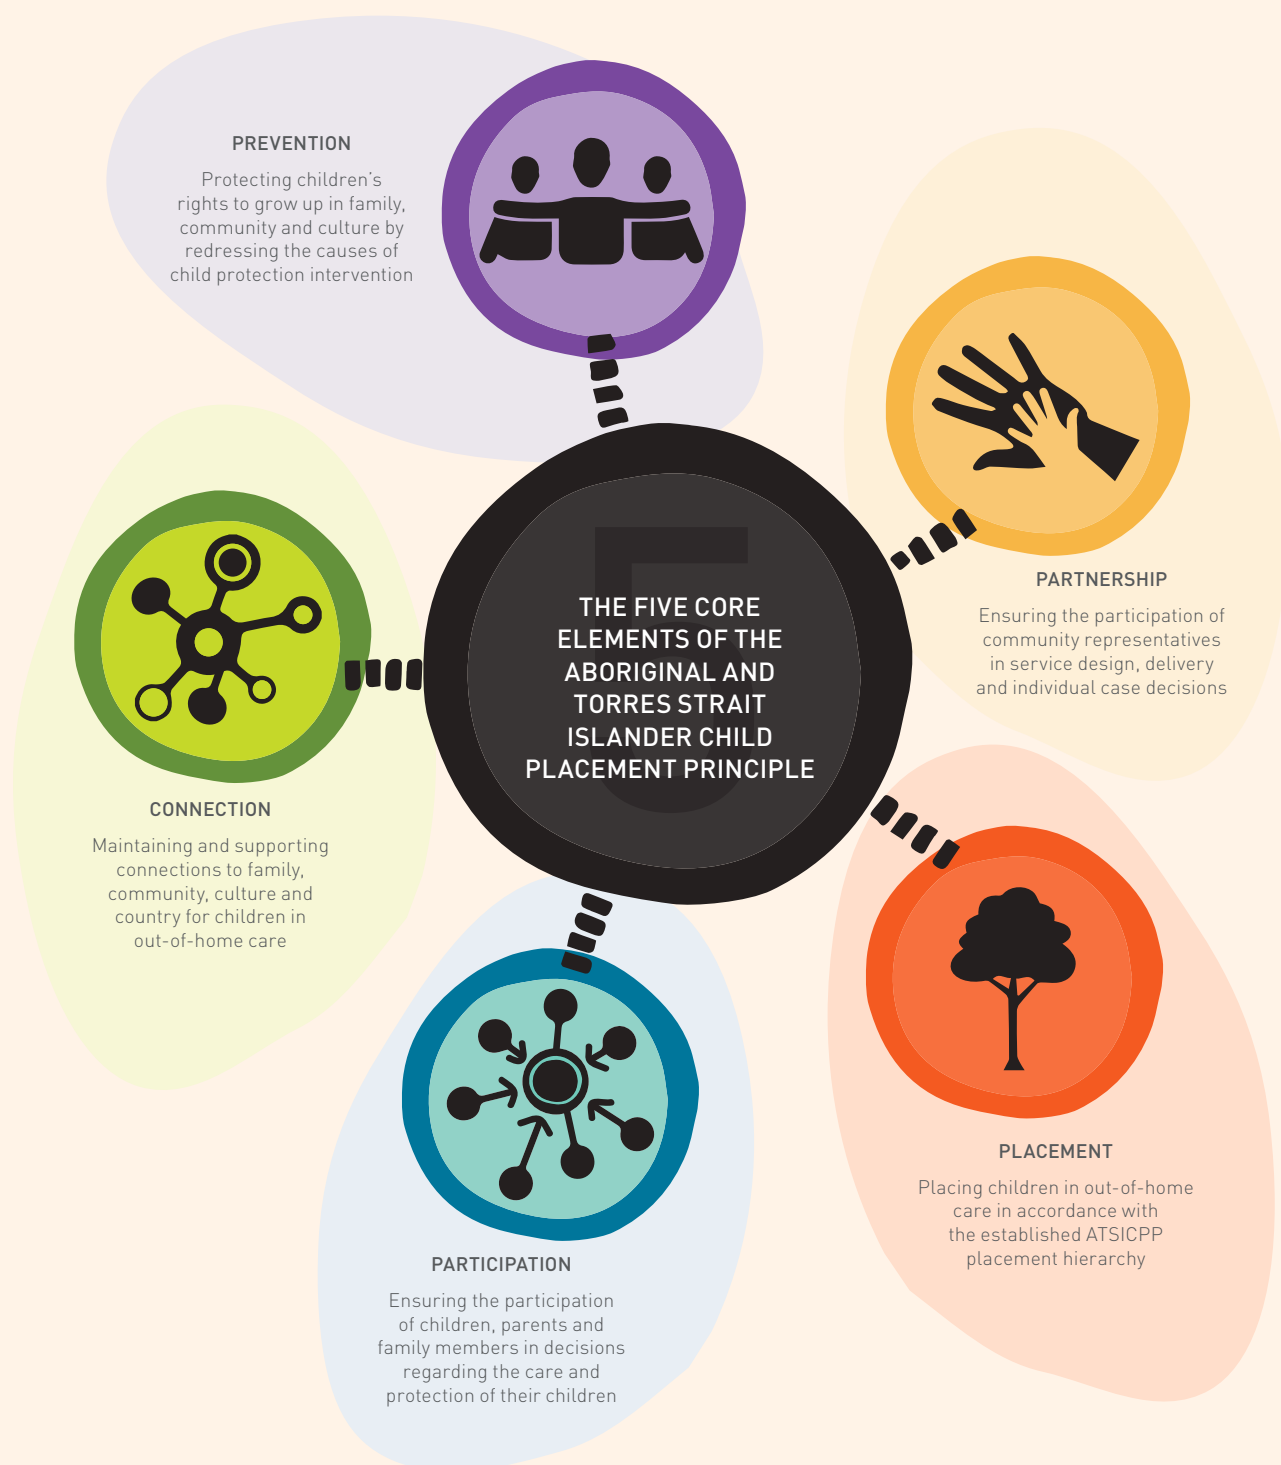 PREVENTION
Protecting children's
rights to grow up in family,
community and culture by
redressing the causes of
child protection intervention
PARTNERSHIP
Ensuring the participation of
community representatives
in service design, delivery
and individual case decisions
5
THE FIVE CORE
ELEMENTS OF THE
ABORIGINAL AND
TORRES STRAIT
ISLANDER CHILD
PLACEMENT PRINCIPLE
CONNECTION
Maintaining and supporting
connections to family,
community, culture and
country for children in
out-of-home care
PLACEMENT
Placing children in out-of-home
care in accordance with
the established ATSICPP
placement hierarchy
PARTICIPATION
Ensuring the participation
of children, parents and
family members in decisions
regarding the care and
protection of their children